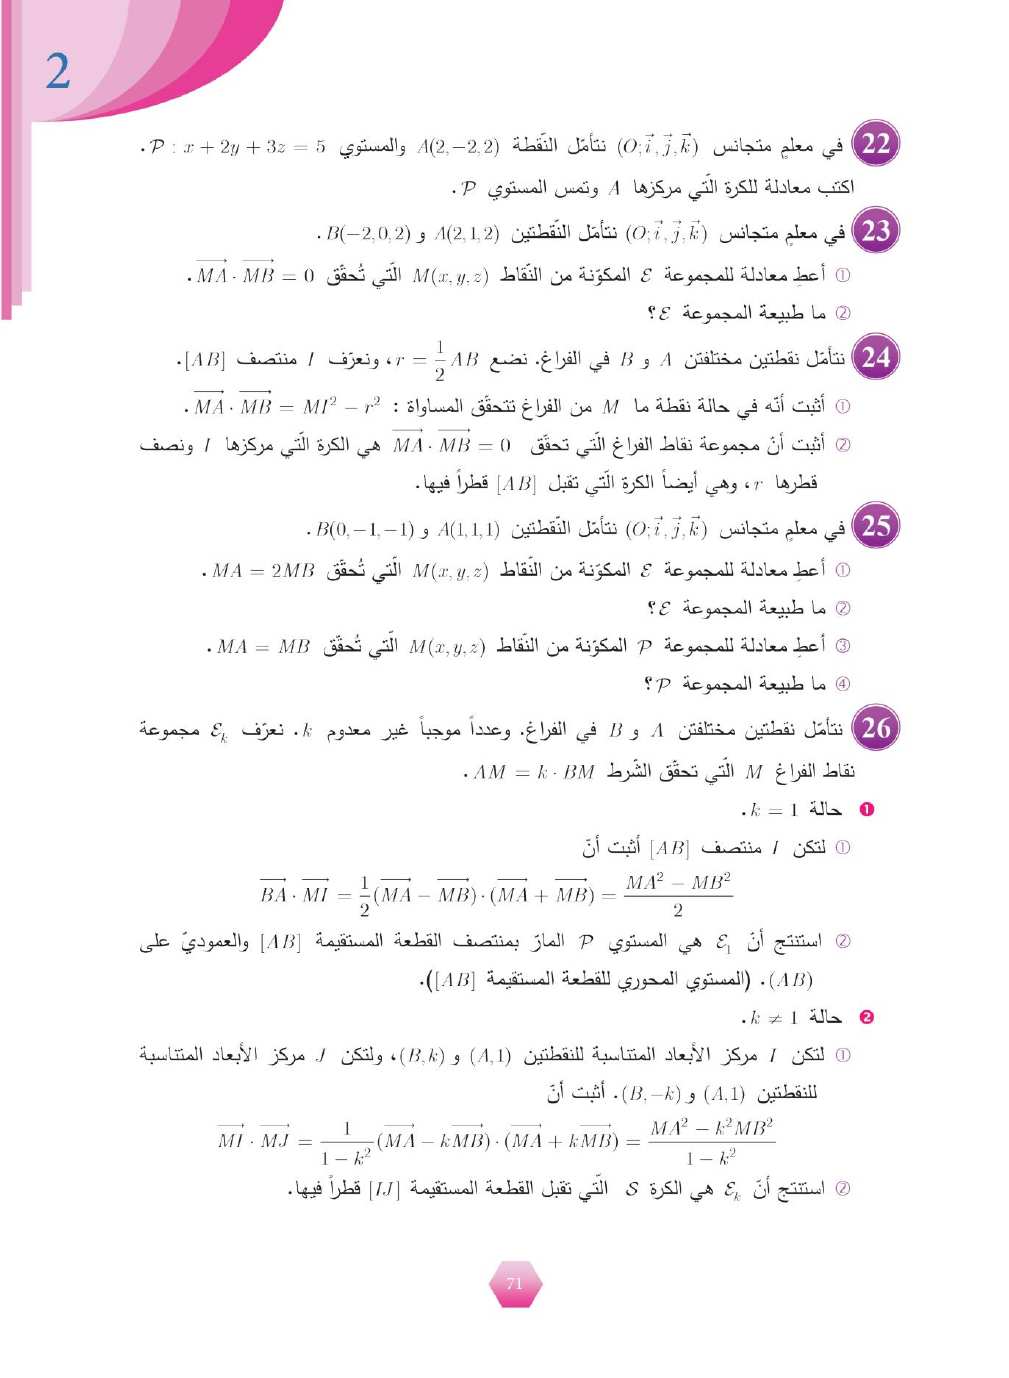 2
22 في معلمٍ متجانس (O; i⃗, j⃗, k⃗) نتأمّل النّقطة A(2,−2,2) والمستوي P : x + 2y + 3z = 5 .
اكتب معادلة للكرة الّتي مركزها A وتمس المستوي P .
23 في معلمٍ متجانس (O; i⃗, j⃗, k⃗) نتأمّل النّقطتين A(2,1,2) و B(−2,0,2) .
① أعطِ معادلة للمجموعة ℰ المكوّنة من النّقاط M(x,y,z) الّتي تُحقّق MA⃗ · MB⃗ = 0 .
② ما طبيعة المجموعة ℰ؟
24 نتأمّل نقطتين مختلفتن A و B في الفراغ. نضع r = 1/2 AB ، ونعرّف I منتصف [AB] .
① أثبت أنّه في حالة نقطة ما M من الفراغ تتحقّق المساواة : MA⃗ · MB⃗ = MI² − r² .
② أثبت أنّ مجموعة نقاط الفراغ الّتي تحقّق MA⃗ · MB⃗ = 0 هي الكرة الّتي مركزها I ونصف
قطرها r ، وهي أيضاً الكرة الّتي تقبل [AB] قطراً فيها.
25 في معلمٍ متجانس (O; i⃗, j⃗, k⃗) نتأمّل النّقطتين A(1,1,1) و B(0,−1,−1) .
① أعطِ معادلة للمجموعة ℰ المكوّنة من النّقاط M(x,y,z) الّتي تُحقّق MA = 2MB .
② ما طبيعة المجموعة ℰ؟
③ أعطِ معادلة للمجموعة P المكوّنة من النّقاط M(x,y,z) الّتي تُحقّق MA = MB .
④ ما طبيعة المجموعة P؟
26 نتأمّل نقطتين مختلفتن A و B في الفراغ. وعدداً موجباً غير معدوم k . نعرّف ℰₖ مجموعة
نقاط الفراغ M الّتي تحقّق الشّرط AM = k · BM .
❶ حالة k = 1 .
① لتكن I منتصف [AB] أثبت أنّ
BA⃗ · MI⃗ = 1/2 (MA⃗ − MB⃗) · (MA⃗ + MB⃗) = (MA² − MB²)/2
② استنتج أنّ ℰ₁ هي المستوي P المارّ بمنتصف القطعة المستقيمة [AB] والعموديّ على
(AB) . (المستوي المحوري للقطعة المستقيمة [AB]).
❷ حالة k ≠ 1 .
① لتكن I مركز الأبعاد المتناسبة للنقطتين (A,1) و (B,k) ، ولتكن J مركز الأبعاد المتناسبة
للنقطتين (A,1) و (B,−k) . أثبت أنّ
MI⃗ · MJ⃗ = 1/(1 − k²) (MA⃗ − kMB⃗) · (MA⃗ + kMB⃗) = (MA² − k²MB²)/(1 − k²)
② استنتج أنّ ℰₖ هي الكرة S الّتي تقبل القطعة المستقيمة [IJ] قطراً فيها.
71